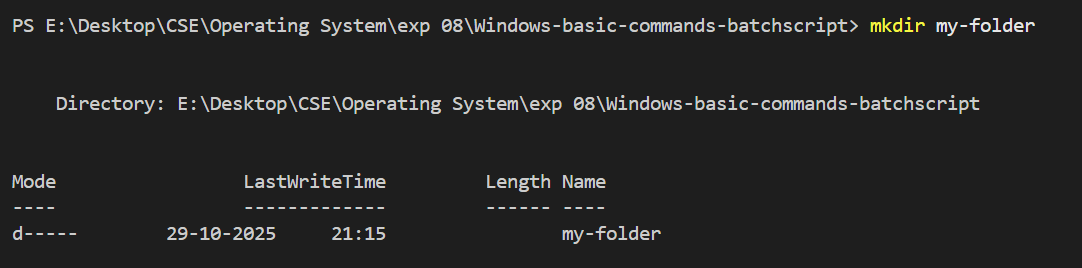 PS E:\Desktop\CSE\Operating System\exp 08\Windows-basic-commands-batchscript> mkdir my-folder
Directory: E:\Desktop\CSE\Operating System\exp 08\Windows-basic-commands-batchscript
Mode                 LastWriteTime         Length Name
----                 -------------         ------ ----
d-----        29-10-2025     21:15                my-folder